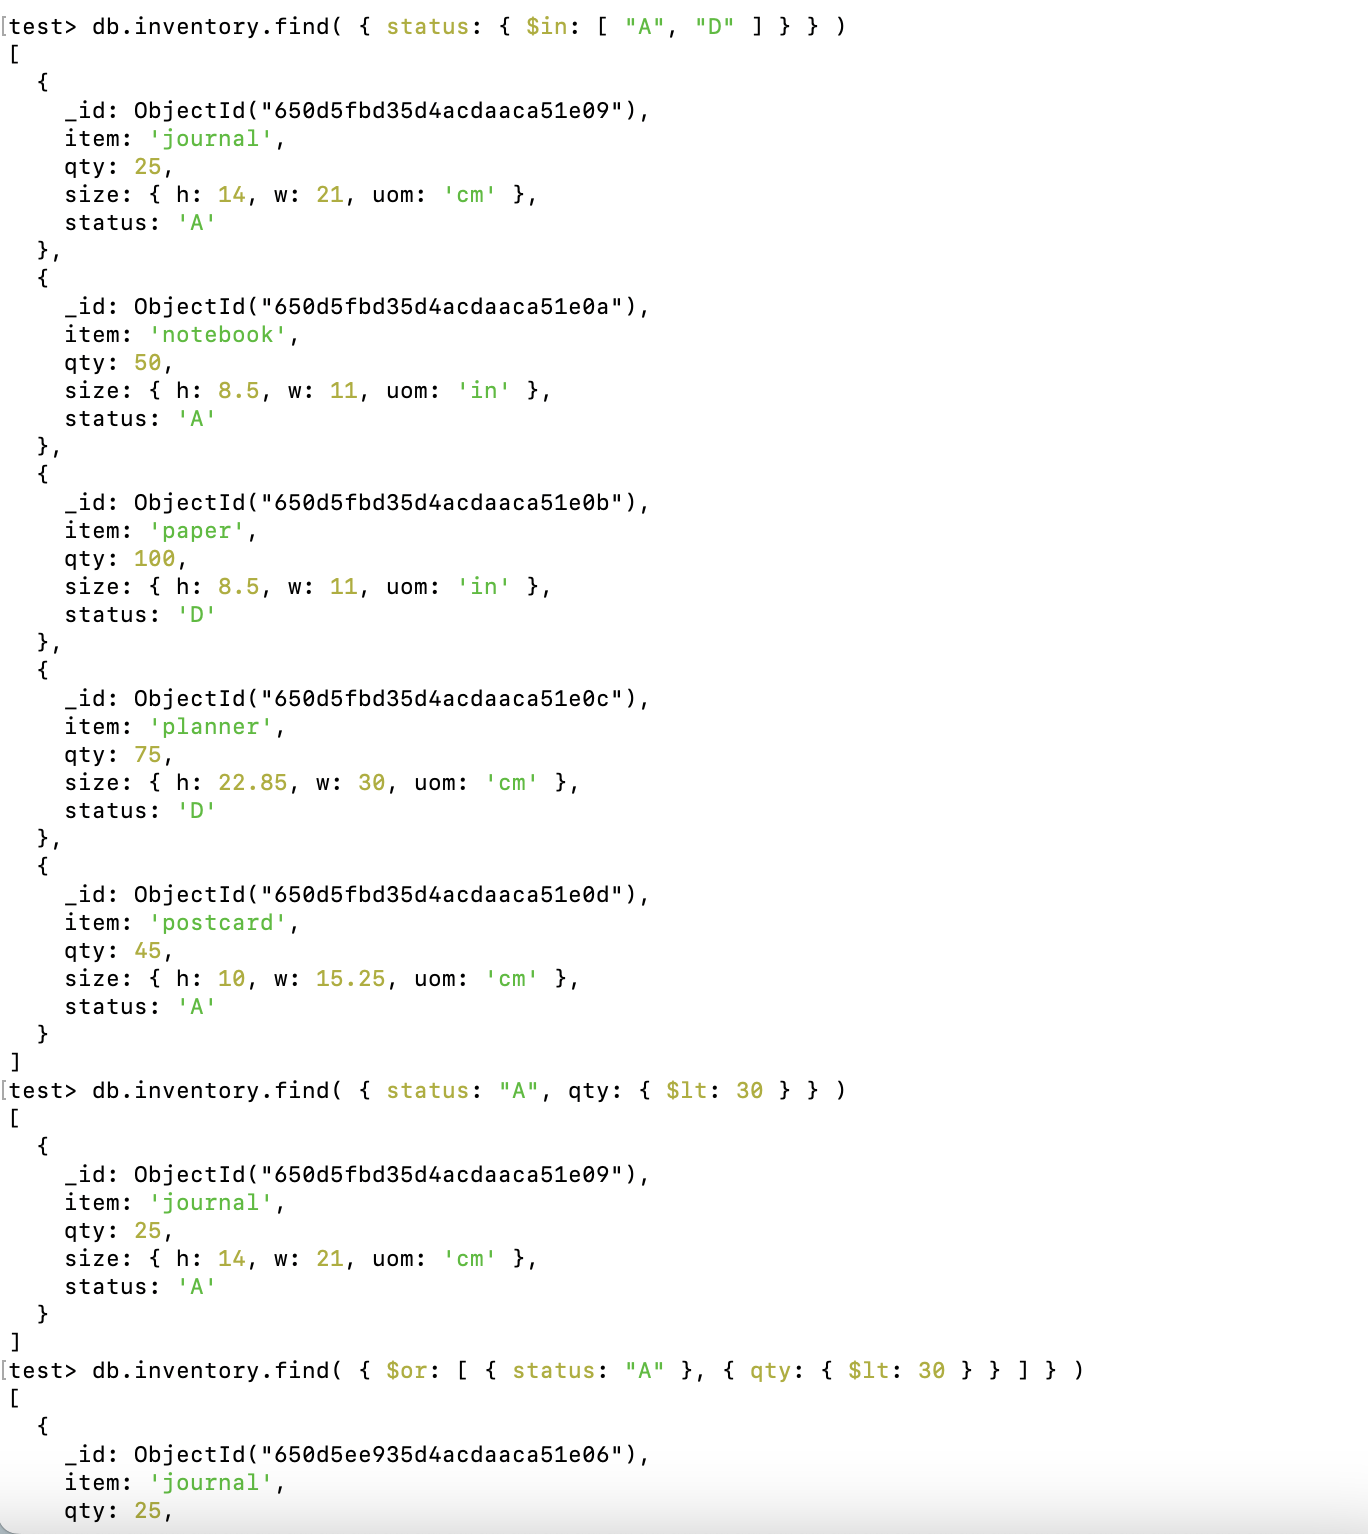 [test> db.inventory.find( { status: { $in: [ "A", "D" ] } } )
[
  {
    _id: ObjectId("650d5fbd35d4acdaaca51e09"),
    item: 'journal',
    qty: 25,
    size: { h: 14, w: 21, uom: 'cm' },
    status: 'A'
  },
  {
    _id: ObjectId("650d5fbd35d4acdaaca51e0a"),
    item: 'notebook',
    qty: 50,
    size: { h: 8.5, w: 11, uom: 'in' },
    status: 'A'
  },
  {
    _id: ObjectId("650d5fbd35d4acdaaca51e0b"),
    item: 'paper',
    qty: 100,
    size: { h: 8.5, w: 11, uom: 'in' },
    status: 'D'
  },
  {
    _id: ObjectId("650d5fbd35d4acdaaca51e0c"),
    item: 'planner',
    qty: 75,
    size: { h: 22.85, w: 30, uom: 'cm' },
    status: 'D'
  },
  {
    _id: ObjectId("650d5fbd35d4acdaaca51e0d"),
    item: 'postcard',
    qty: 45,
    size: { h: 10, w: 15.25, uom: 'cm' },
    status: 'A'
  }
]
[test> db.inventory.find( { status: "A", qty: { $lt: 30 } } )
[
  {
    _id: ObjectId("650d5fbd35d4acdaaca51e09"),
    item: 'journal',
    qty: 25,
    size: { h: 14, w: 21, uom: 'cm' },
    status: 'A'
  }
]
[test> db.inventory.find( { $or: [ { status: "A" }, { qty: { $lt: 30 } } ] } )
[
  {
    _id: ObjectId("650d5ee935d4acdaaca51e06"),
    item: 'journal',
    qty: 25,